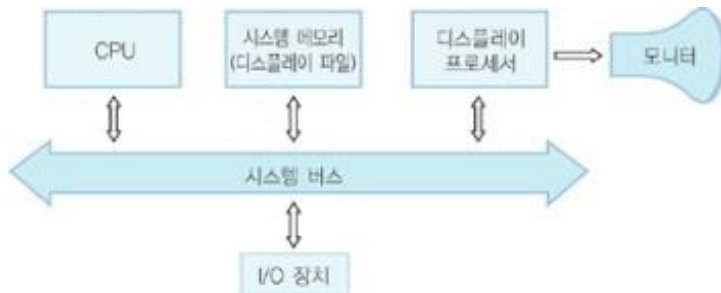 CPU
시스템 메모리
(디스플레이 파일)
디스플레이
프로세서
모니터
시스템 버스
I/O 장치